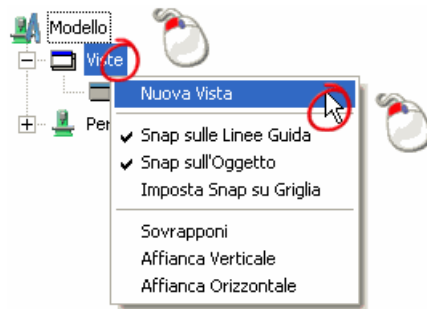 Modello
Viste
Nuova Vista
Per
Snap sulle Linee Guida
Snap sull'Oggetto
Imposta Snap su Griglia
Sovrapponi
Affianca Verticale
Affianca Orizzontale